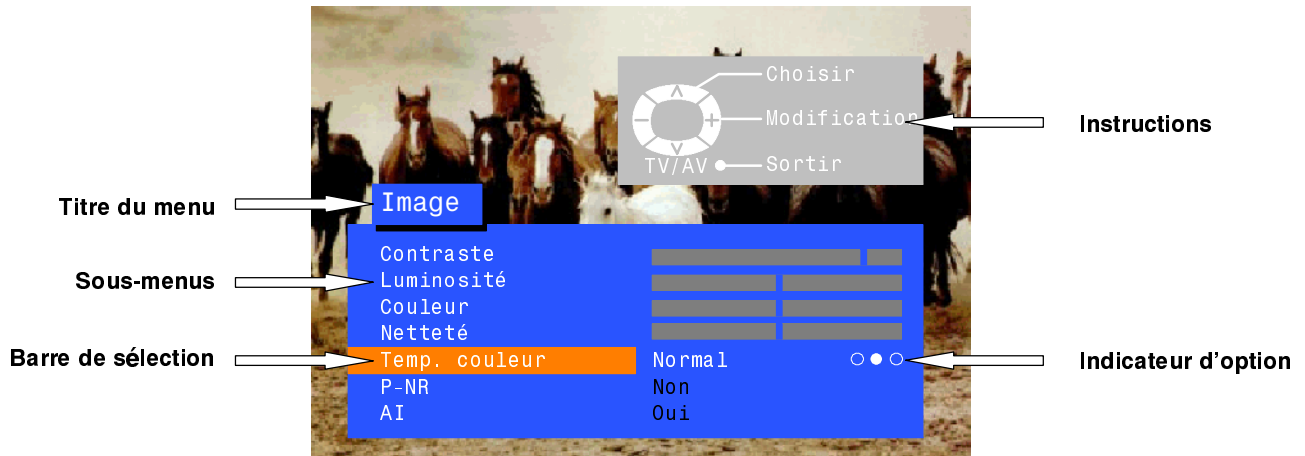 Choisir
Modification
Instructions
TV/AV Sortir
Titre du menu
Image
Contraste
Sous-menus
Luminosité
Couleur
Netteté
Barre de sélection
Temp. couleur Normal
Indicateur d'option
P-NR Non
AI Oui